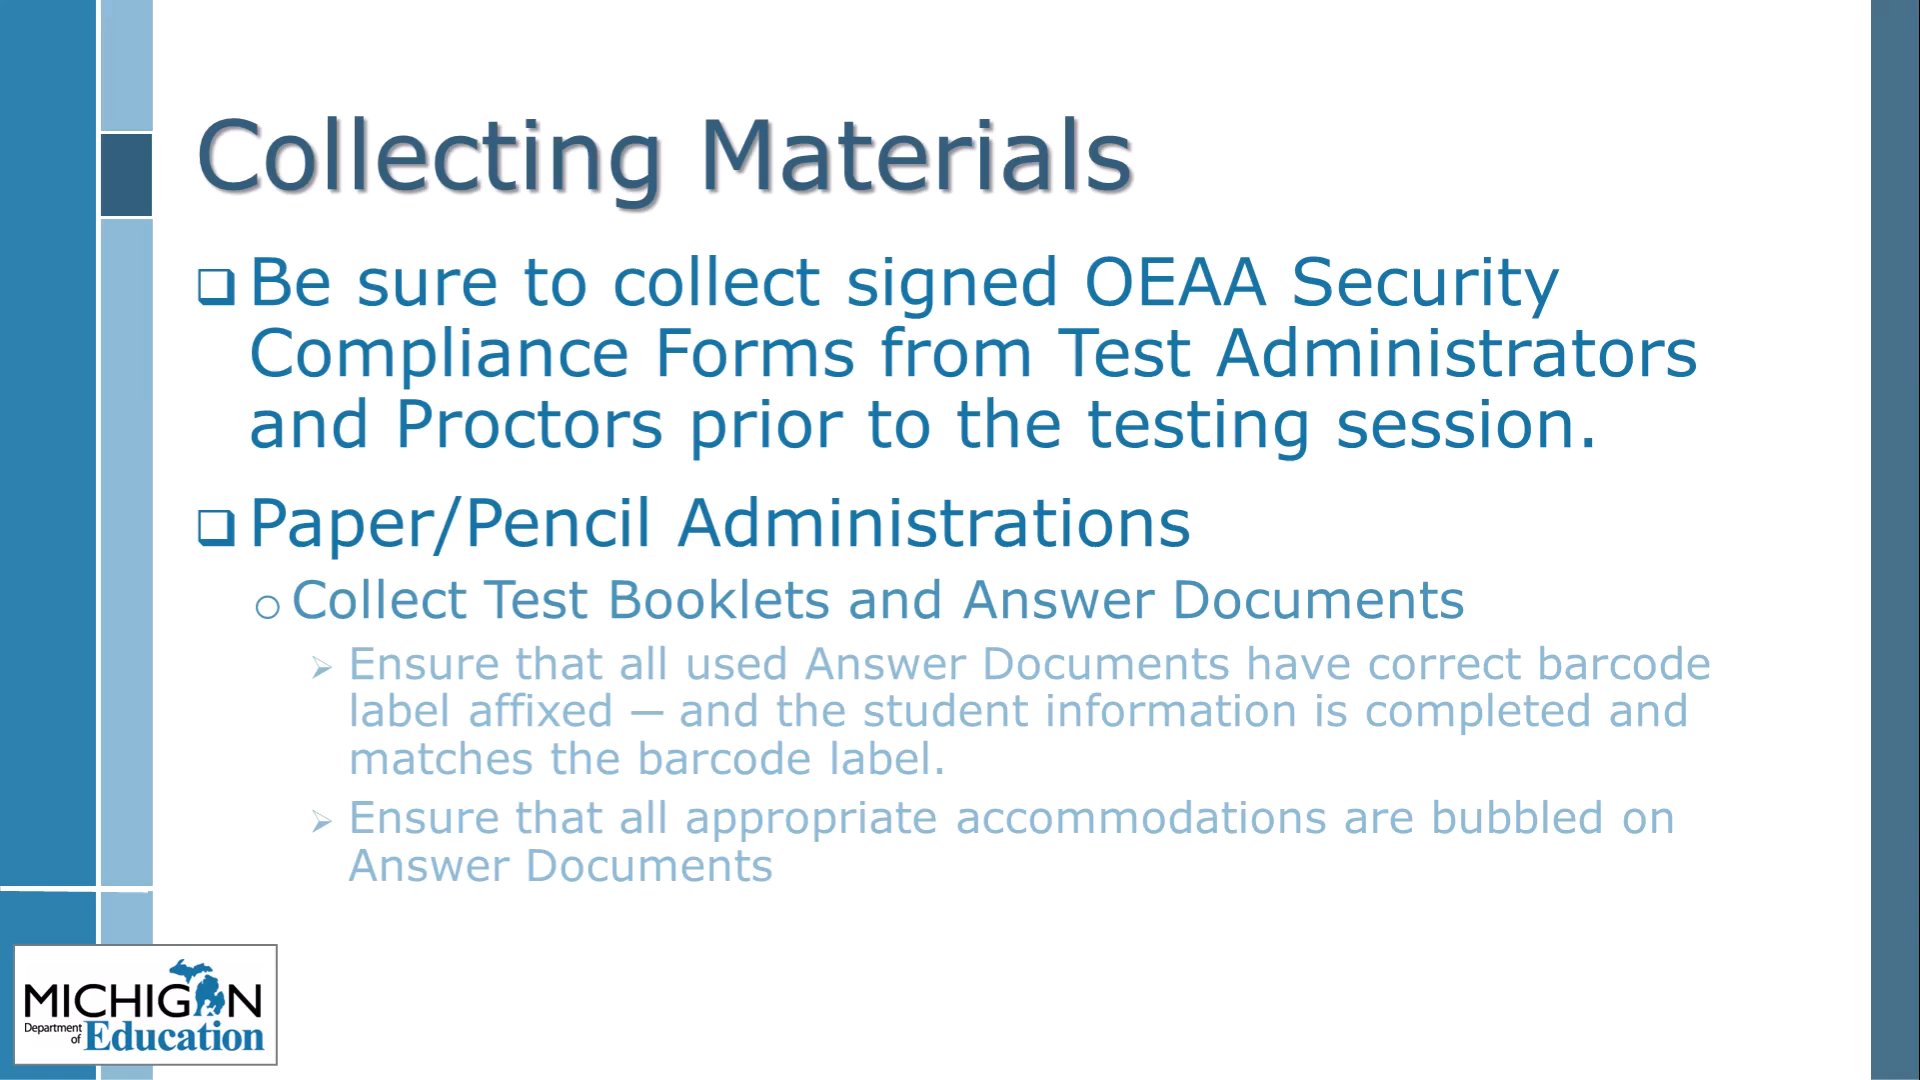 Collecting Materials
Be sure to collect signed OEAA Security
Compliance Forms from Test Administrators
and Proctors prior to the testing session.
Paper/Pencil Administrations
Collect Test Booklets and Answer Documents
Ensure that all used Answer Documents have correct barcode
label affixed — and the student information is completed and
matches the barcode label.
Ensure that all appropriate accommodations are bubbled on
Answer Documents
MICHIGAN
Department
of Education